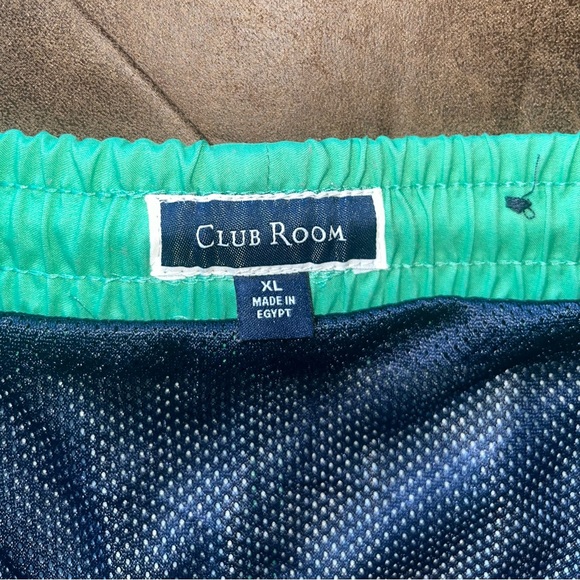 CLUB ROOM
XL
MADE IN
EGYPT